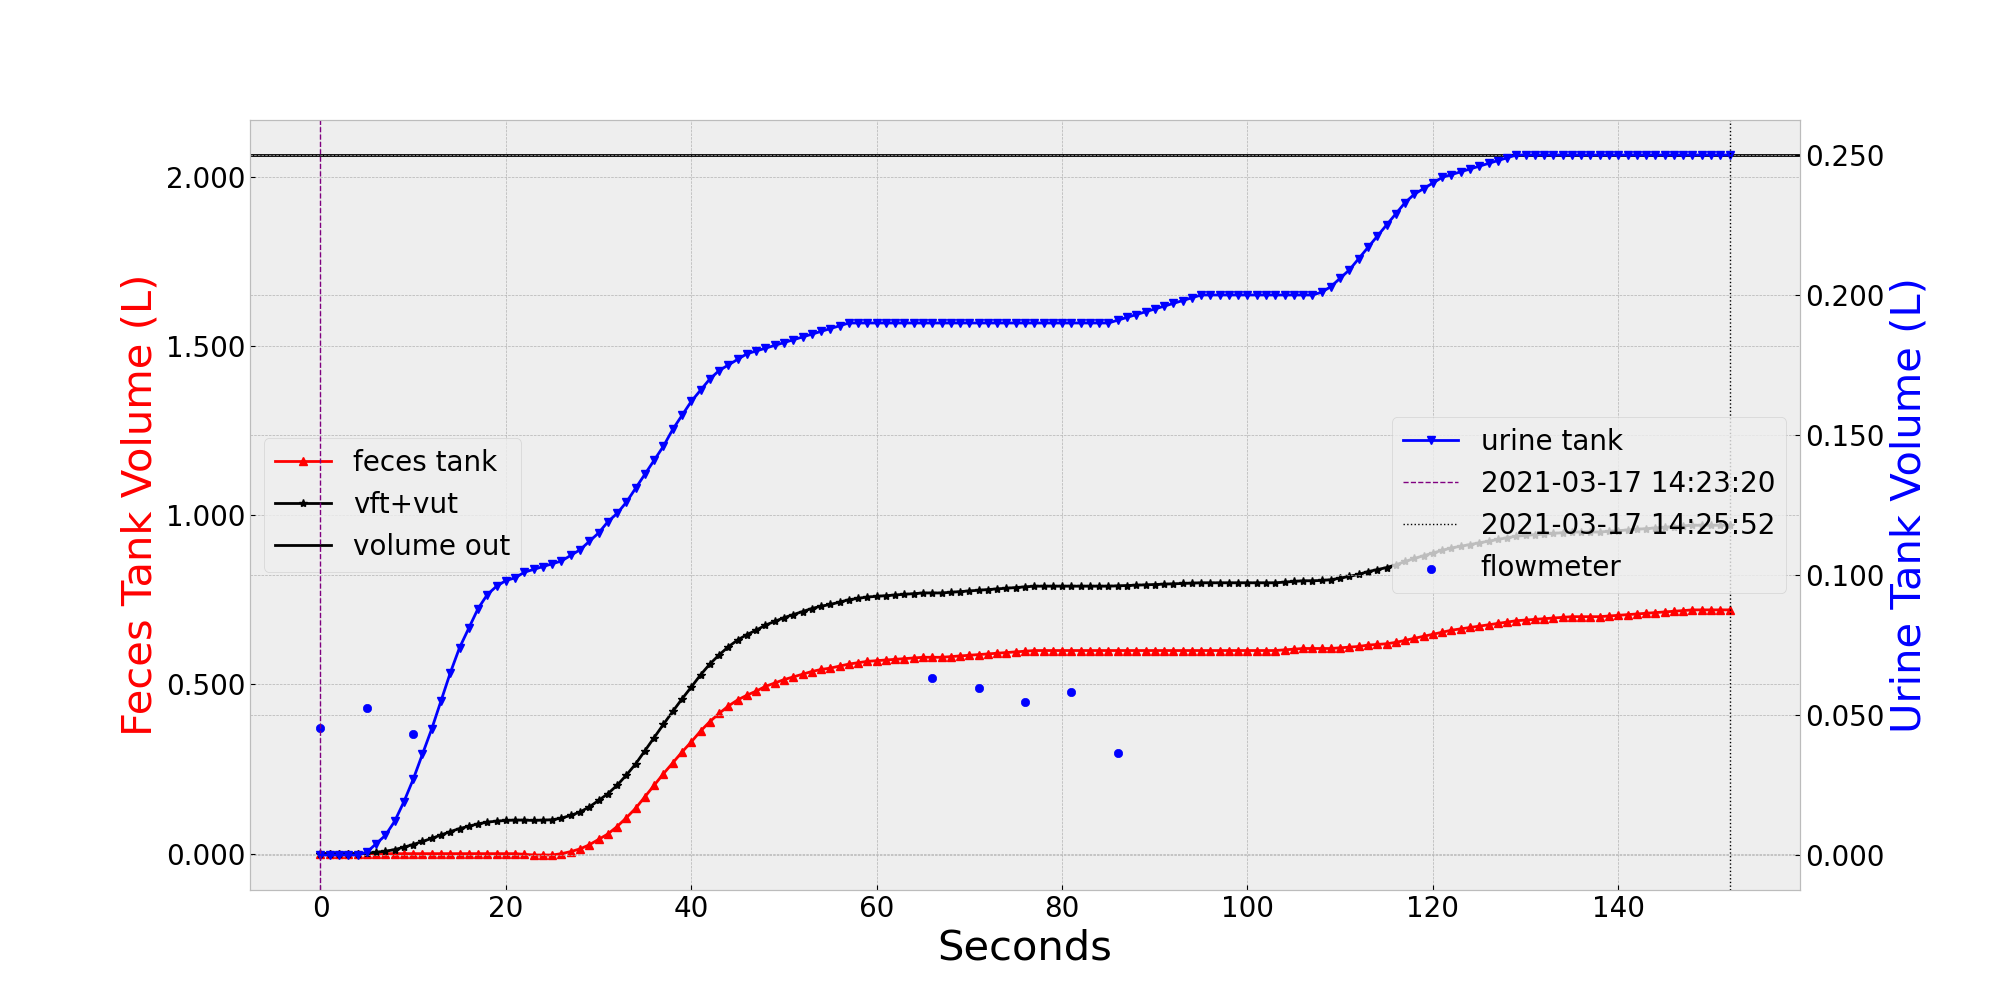 Feces Tank Volume (L)
2.000
1.500
1.000
0.500
0.000
feces tank
vft+vut
volume out
urine tank
2021-03-17 14:23:20
2021-03-17 14:25:52
flowmeter
0.250
0.200
0.150
0.100
0.050
0.000
Urine Tank Volume (L)
0 20 40 60 80 100 120 140
Seconds